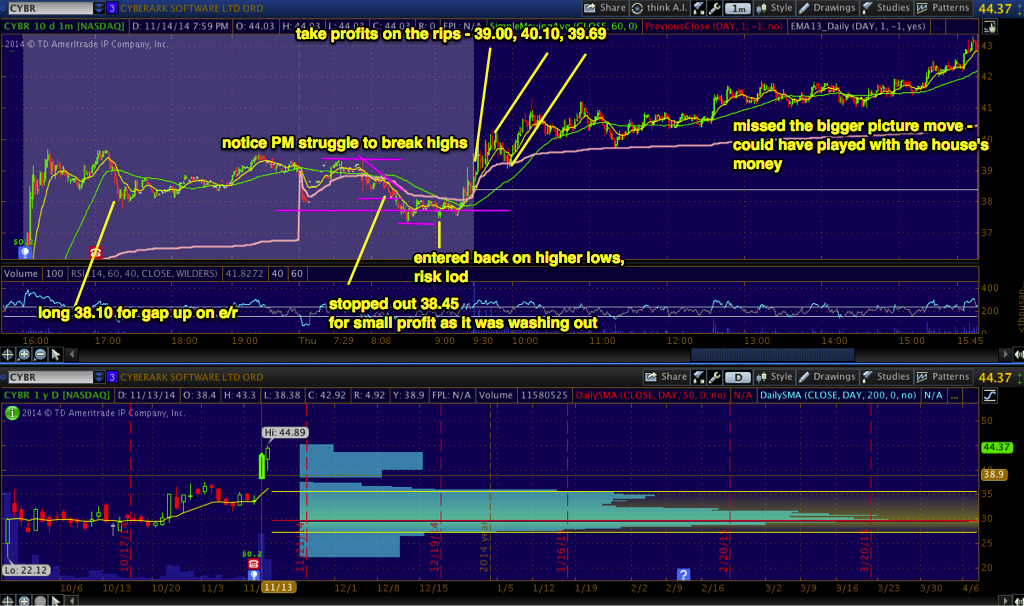 CYBR 3 CYBERARK SOFTWARE LTD ORD Share think A.I. 1m Style Drawings Studies Patterns 44.37
CYBR 10 d 1m [NASDAQ] D: 11/14/14 7:59 PM O: 44.03 H: 44.03 L: 44.03 C: 44.03 R: 0 FPL: N/A SimpleMovingAvg (CLOSE, 60, 0) PreviousClose (DAY, 1, -1, no) EMA13_Daily (DAY, 1, -1, yes)
take profits on the rips - 39.00, 40.10, 39.69
2014 © TD Ameritrade IP Company, Inc.
43
42
41
missed the bigger picture move -
could have played with the house's
money
notice PM struggle to break highs
40
39
38
37
$0.
entered back on higher lows,
risk lod
Volume 100 RSI (14, 60, 40, CLOSE, WILDERS) 41.8272 40 60
400
200
0
thousan
long 38.10 for gap up on e/r
stopped out 38.45
for small profit as it was washing out
16:00 17:00 18:00 19:00 Thu 7:29 8:08 9:00 9:30 10:00 11:00 12:00 13:00 14:00 15:00 15:45
CYBR 3 CYBERARK SOFTWARE LTD ORD Share D Style Drawings Studies Patterns 44.37
CYBR 1 y D [NASDAQ] D: 11/13/14 O: 38.4 H: 43.3 L: 38.38 C: 42.92 R: 4.92 Y: 38.9 FPL: N/A Volume 11580525 DailySMA (CLOSE, DAY, 50, 0, no) N/A DailySMA (CLOSE, DAY, 200, 0, no) N/A ...
2014 © TD Ameritrade IP Company, Inc.
Hi: 44.89
50
44.37
40
38.9
35
30
25
20
10/17/14
12/19/14
2014 year
1/16/15
2/20/15
3/20/15
$0.2
Lo: 22.12
10/6 10/13 10/20 11/3 11/13 12/1 12/8 12/15 12/22 1/5 1/12 1/19 1/26 2/2 2/9 2/16 2/23 3/2 3/9 3/16 3/23 3/30 4/6